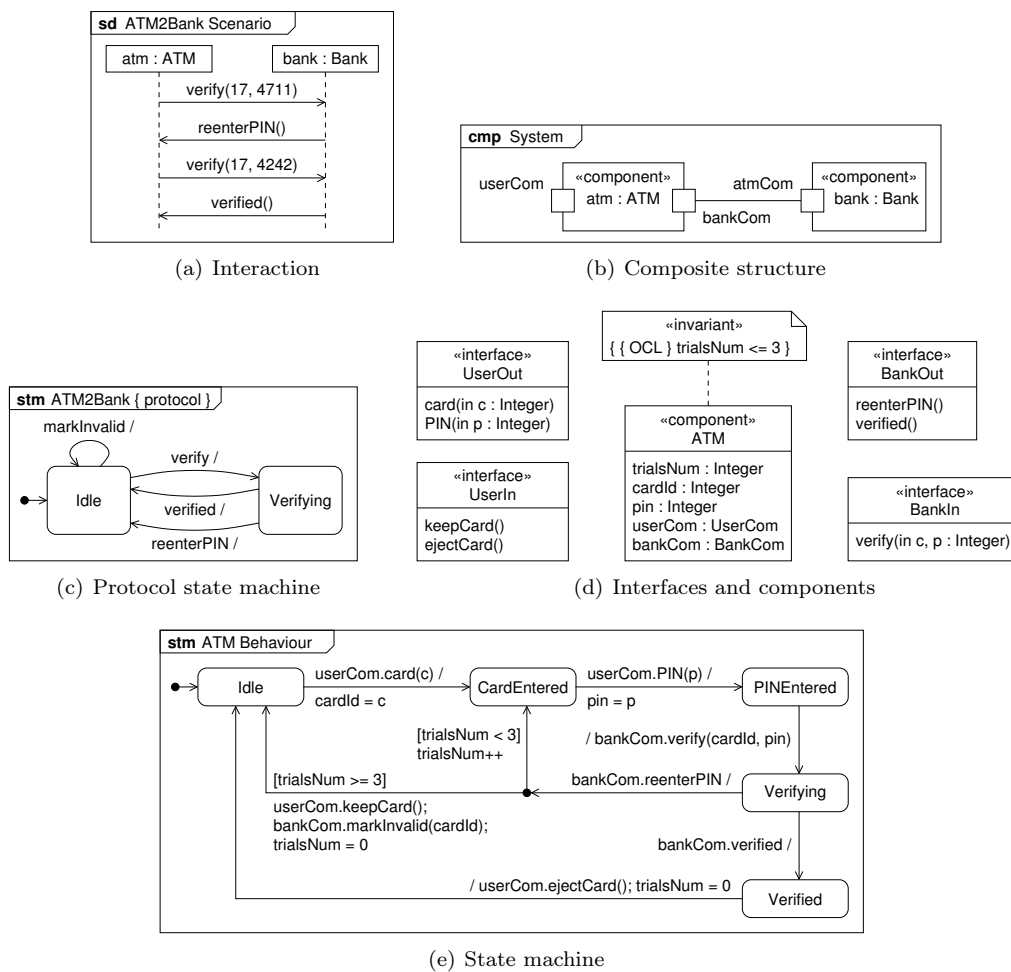 sd ATM2Bank Scenario
atm : ATM
bank : Bank
verify(17, 4711)
reenterPIN()
verify(17, 4242)
verified()
(a) Interaction
cmp System
userCom
«component»
atm : ATM
bankCom
atmCom
«component»
bank : Bank
(b) Composite structure
stm ATM2Bank { protocol }
markInvalid /
Idle
verify /
verified /
reenterPIN /
Verifying
(c) Protocol state machine
«interface»
UserOut
card(in c : Integer)
PIN(in p : Integer)
«interface»
UserIn
keepCard()
ejectCard()
«invariant»
{ { OCL } trialsNum <= 3 }
«component»
ATM
trialsNum : Integer
cardId : Integer
pin : Integer
userCom : UserCom
bankCom : BankCom
«interface»
BankOut
reenterPIN()
verified()
«interface»
BankIn
verify(in c, p : Integer)
(d) Interfaces and components
stm ATM Behaviour
Idle
userCom.card(c) /
cardId = c
CardEntered
userCom.PIN(p) /
pin = p
PINEntered
/ bankCom.verify(cardId, pin)
[trialsNum < 3]
trialsNum++
bankCom.reenterPIN /
Verifying
[trialsNum >= 3]
userCom.keepCard();
bankCom.markInvalid(cardId);
trialsNum = 0
bankCom.verified /
/ userCom.ejectCard(); trialsNum = 0
Verified
(e) State machine